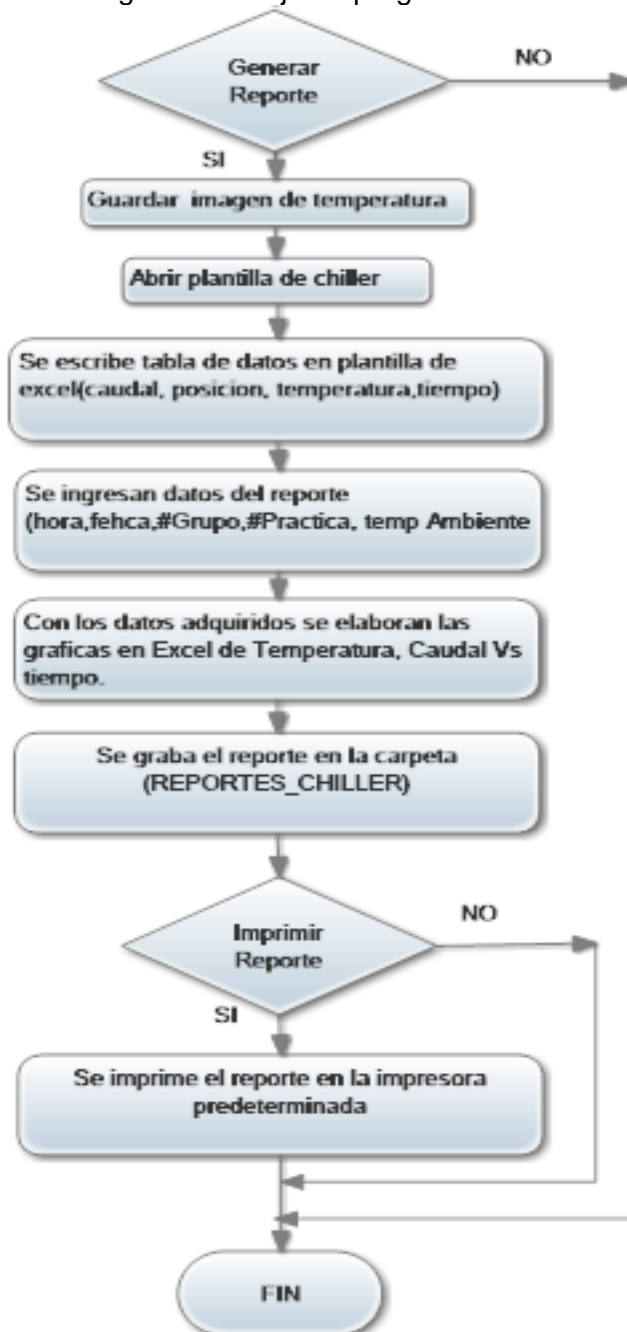 Generar
Reporte
NO
SI
Guardar imagen de temperatura
Abrir plantilla de chiller
Se escribe tabla de datos en plantilla de
excel(caudal, posicion, temperatura,tiempo)
Se ingresan datos del reporte
(hora,fehca,#Grupo,#Practica, temp Ambiente
Con los datos adquiridos se elaboran las
graficas en Excel de Temperatura, Caudal Vs
tiempo.
Se graba el reporte en la carpeta
(REPORTES_CHILLER)
Imprimir
Reporte
NO
SI
Se imprime el reporte en la impresora
predeterminada
FIN